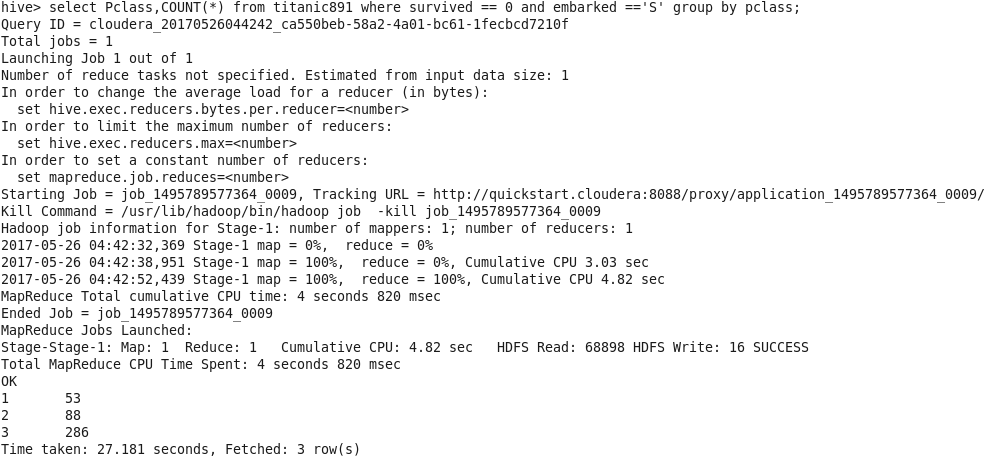 hive> select Pclass,COUNT(*) from titanic891 where survived == 0 and embarked =='S' group by pclass;
Query ID = cloudera_20170526044242_ca550beb-58a2-4a01-bc61-1fecbcd7210f
Total jobs = 1
Launching Job 1 out of 1
Number of reduce tasks not specified. Estimated from input data size: 1
In order to change the average load for a reducer (in bytes):
  set hive.exec.reducers.bytes.per.reducer=<number>
In order to limit the maximum number of reducers:
  set hive.exec.reducers.max=<number>
In order to set a constant number of reducers:
  set mapreduce.job.reduces=<number>
Starting Job = job_1495789577364_0009, Tracking URL = http://quickstart.cloudera:8088/proxy/application_1495789577364_0009/
Kill Command = /usr/lib/hadoop/bin/hadoop job  -kill job_1495789577364_0009
Hadoop job information for Stage-1: number of mappers: 1; number of reducers: 1
2017-05-26 04:42:32,369 Stage-1 map = 0%,  reduce = 0%
2017-05-26 04:42:38,951 Stage-1 map = 100%,  reduce = 0%, Cumulative CPU 3.03 sec
2017-05-26 04:42:52,439 Stage-1 map = 100%,  reduce = 100%, Cumulative CPU 4.82 sec
MapReduce Total cumulative CPU time: 4 seconds 820 msec
Ended Job = job_1495789577364_0009
MapReduce Jobs Launched:
Stage-Stage-1: Map: 1  Reduce: 1   Cumulative CPU: 4.82 sec   HDFS Read: 68898 HDFS Write: 16 SUCCESS
Total MapReduce CPU Time Spent: 4 seconds 820 msec
OK
1	53
2	88
3	286
Time taken: 27.181 seconds, Fetched: 3 row(s)